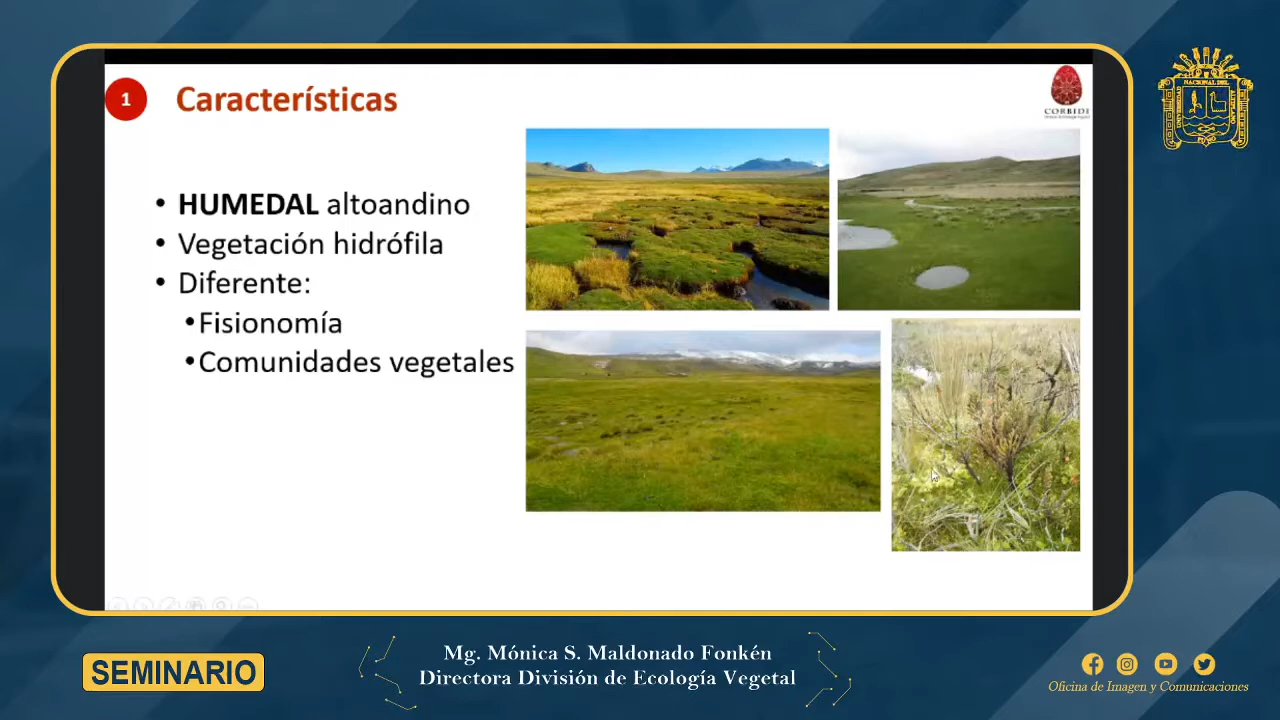 1
Características
CORBIDI
• HUMEDAL altoandino
• Vegetación hidrófila
• Diferente:
•Fisionomía
•Comunidades vegetales
SEMINARIO
Mg. Mónica S. Maldonado Fonkén
Directora División de Ecología Vegetal
Oficina de Imagen y Comunicaciones